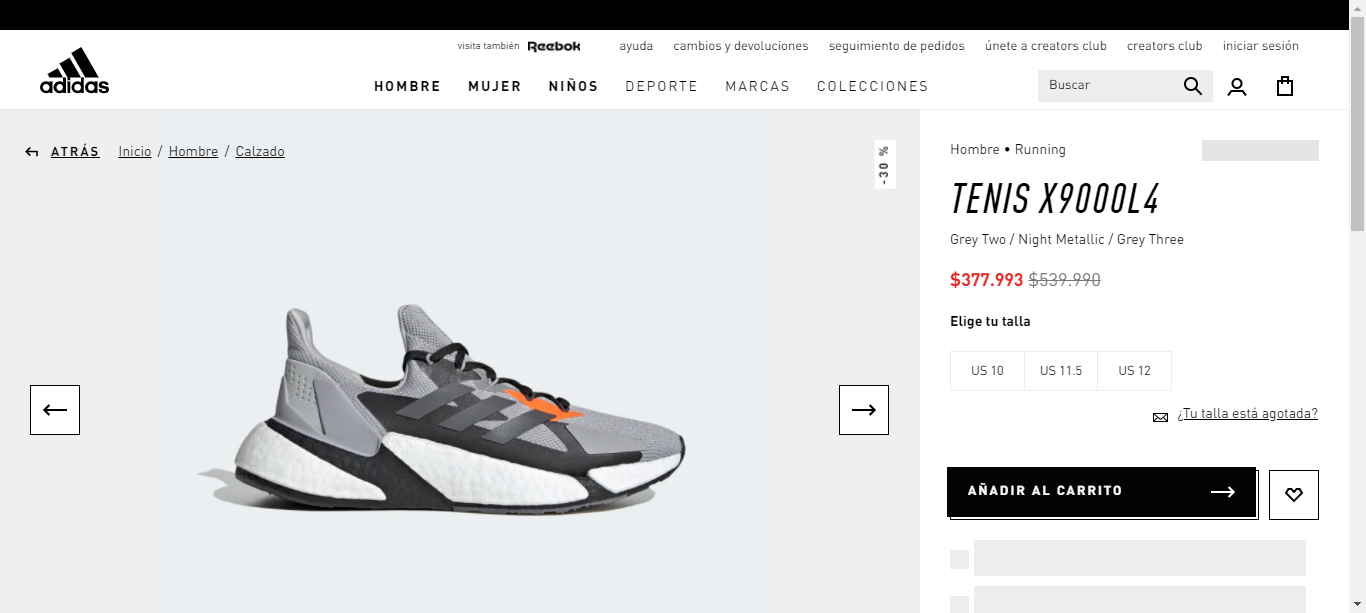 visita también Reebok ayuda cambios y devoluciones seguimiento de pedidos únete a creators club creators club iniciar sesión
adidas
HOMBRE MUJER NIÑOS DEPORTE MARCAS COLECCIONES Buscar
ATRÁS Inicio / Hombre / Calzado
-30 %
Hombre • Running
TENIS X9000L4
Grey Two / Night Metallic / Grey Three
$377.993 $539.990
Elige tu talla
US 10 US 11.5 US 12
¿Tu talla está agotada?
AÑADIR AL CARRITO